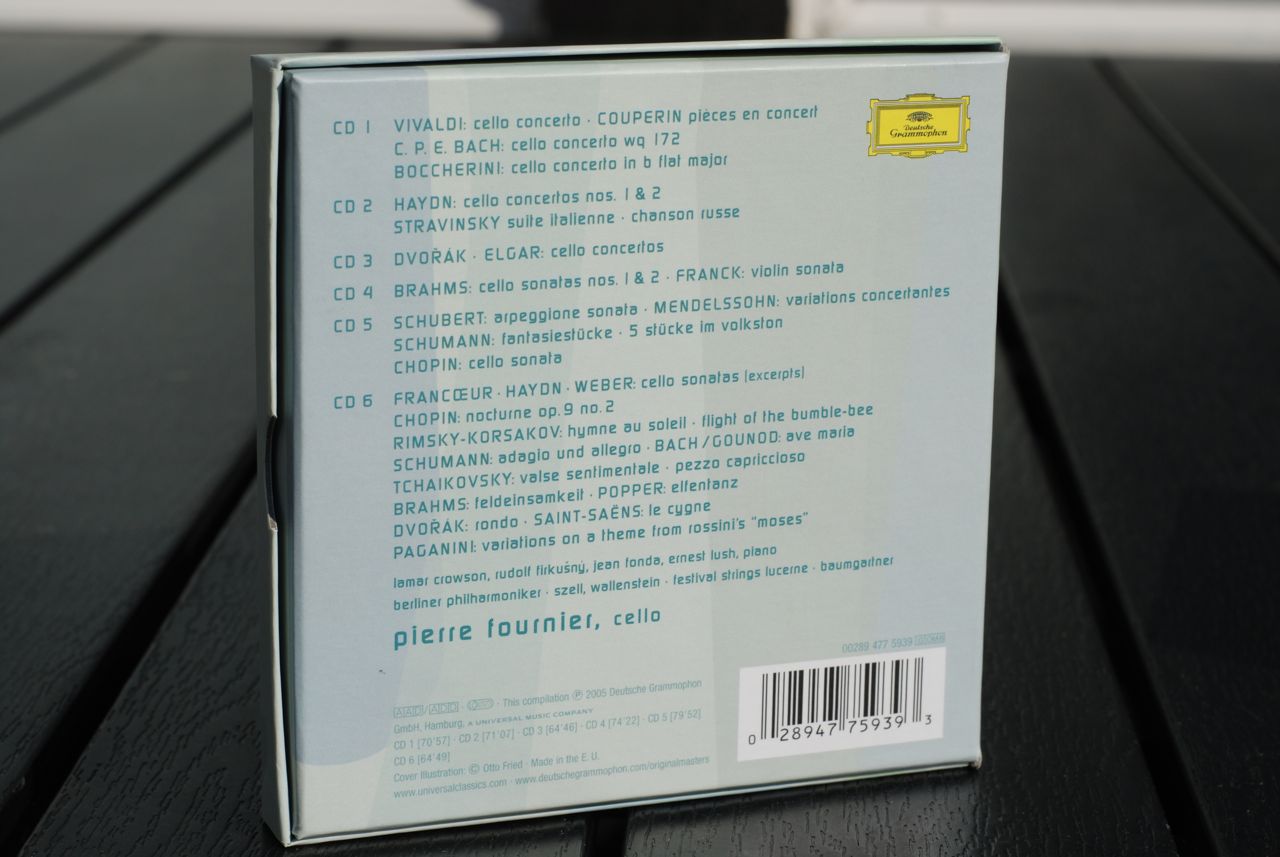 CD 1 VIVALDI: cello concerto · COUPERIN pièces en concert
C. P. E. BACH: cello concerto wq 172
BOCCHERINI: cello concerto in b flat major
CD 2 HAYDN: cello concertos nos. 1 & 2
STRAVINSKY suite italienne · chanson russe
CD 3 DVOŘÁK · ELGAR: cello concertos
CD 4 BRAHMS: cello sonatas nos. 1 & 2 · FRANCK: violin sonata
CD 5 SCHUBERT: arpeggione sonata · MENDELSSOHN: variations concertantes
SCHUMANN: fantasiestücke · 5 stücke im volkston
CHOPIN: cello sonata
CD 6 FRANCŒUR · HAYDN · WEBER: cello sonatas [excerpts]
CHOPIN: nocturne op. 9 no. 2
RIMSKY-KORSAKOV: hymne au soleil · flight of the bumble-bee
SCHUMANN: adagio und allegro · BACH / GOUNOD: ave maria
TCHAIKOVSKY: valse sentimentale · pezzo capriccioso
BRAHMS: feldeinsamkeit · POPPER: elfentanz
DVOŘÁK: rondo · SAINT-SAËNS: le cygne
PAGANINI: variations on a theme from rossini's "moses"
lamar crowson, rudolf firkušný, jean fonda, ernest lush, piano
berliner philharmoniker · szell, wallenstein · festival strings lucerne · baumgartner
pierre fournier, cello
Deutsche
Grammophon
00289 477 5939
AAD/ADD · This compilation ℗ 2005 Deutsche Grammophon
GmbH, Hamburg, A UNIVERSAL MUSIC COMPANY
CD 1 [70'57] · CD 2 [71'07] · CD 3 [64'46] · CD 4 [74'22] · CD 5 [79'52]
CD 6 [64'49]
Cover Illustration: © Otto Fried · Made in the E. U.
www.universalclassics.com · www.deutschegrammophon.com/originalmasters
0 28947 75939 3